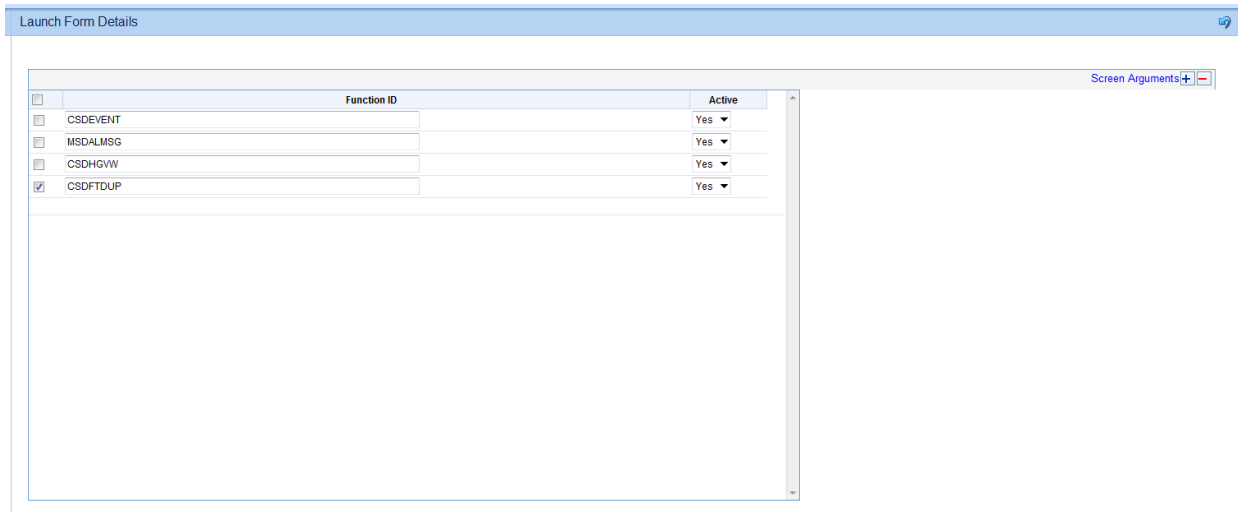 Launch Form Details
Screen Arguments
Function ID Active
CSDEVENT Yes
MSDALMSG Yes
CSDHGVW Yes
CSDFTDUP Yes